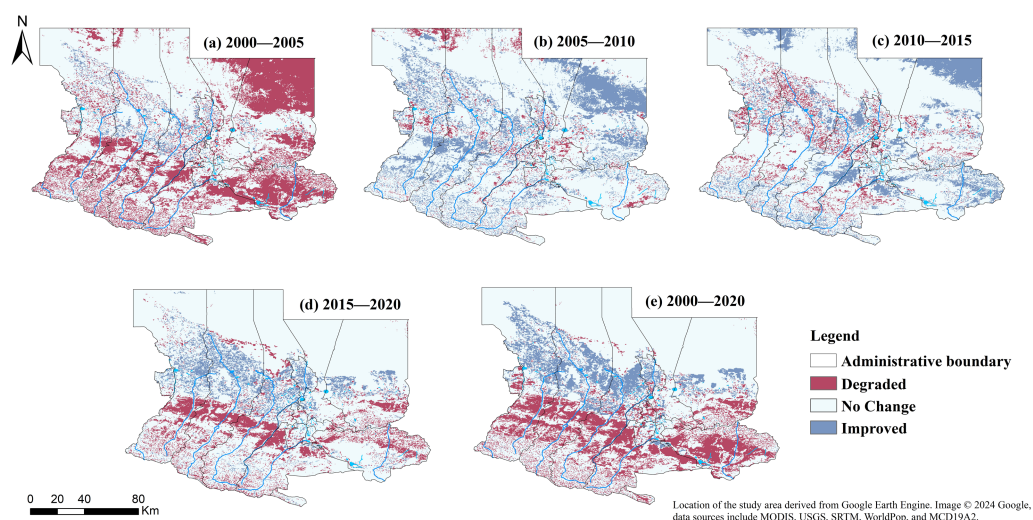 N
(a) 2000—2005
(b) 2005—2010
(c) 2010—2015
(d) 2015—2020
(e) 2000—2020
Legend
Administrative boundary
Degraded
No Change
Improved
0 20 40 80
Km
Location of the study area derived from Google Earth Engine. Image © 2024 Google,
data sources include MODIS, USGS, SRTM, WorldPop, and MCD19A2.